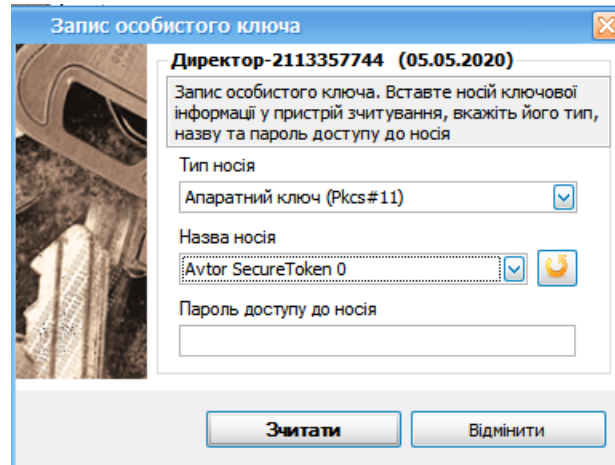 Запис особистого ключа
Директор-2113357744 (05.05.2020)
Запис особистого ключа. Вставте носій ключової
інформації у пристрій зчитування, вкажіть його тип,
назву та пароль доступу до носія
Тип носія
Апаратний ключ (Pkcs#11)
Назва носія
Avtor SecureToken 0
Пароль доступу до носія
Зчитати
Відмінити